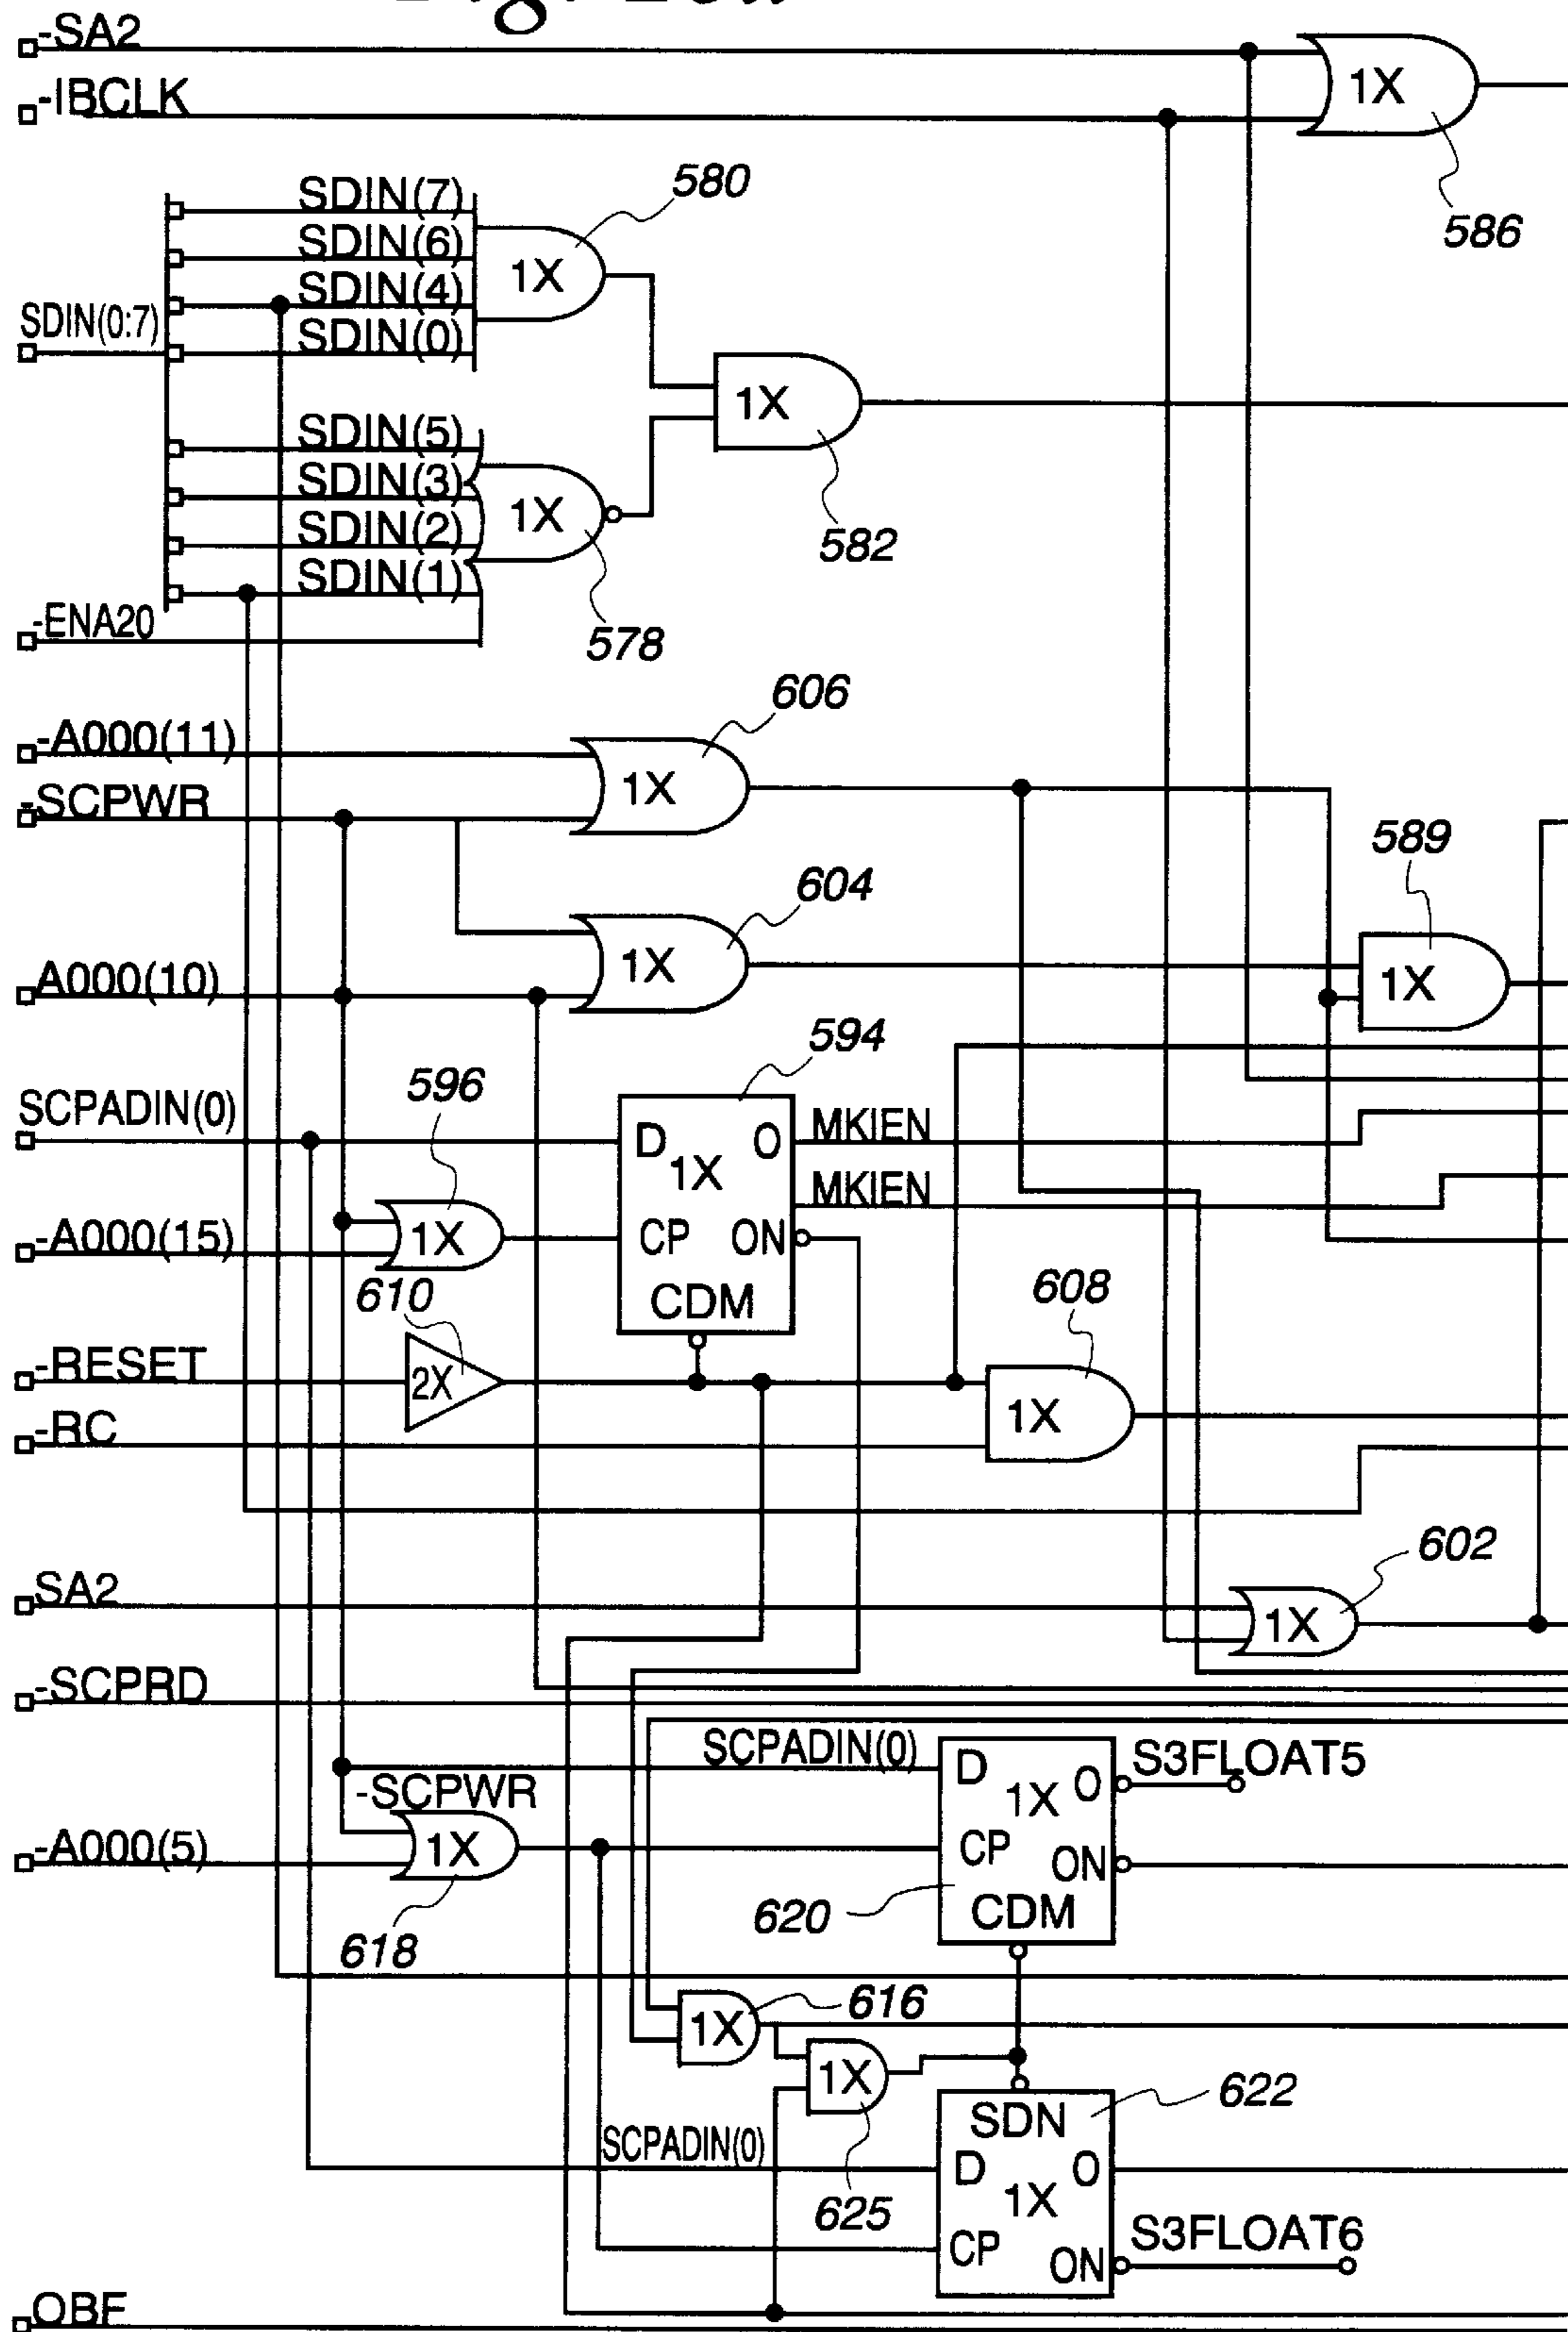 -SA2
1X
-IBCLK
586
580
SDIN(7)
SDIN(6)
1X
SDIN(4)
SDIN(0:7)
SDIN(0)
1X
SDIN(5)
SDIN(3)
1X
SDIN(2)
582
SDIN(1)
-ENA20
578
606
-A000(11)
1X
-SCPWR
589
604
1X
A000(10)
1X
594
596
SCPADIN(0)
D 1X O
MKIEN
MKIEN
-A000(15)
1X
CP ON
CDM
610
608
-RESET
2X
1X
-RC
602
SA2
1X
-SCPRD
SCPADIN(0)
D 1X O
S3FLOAT5
-SCPWR
-A000(5)
1X
CP ON
620
CDM
618
616
1X
1X
622
SDN
SCPADIN(0)
D 1X O
625
CP ON
S3FLOAT6
OBF